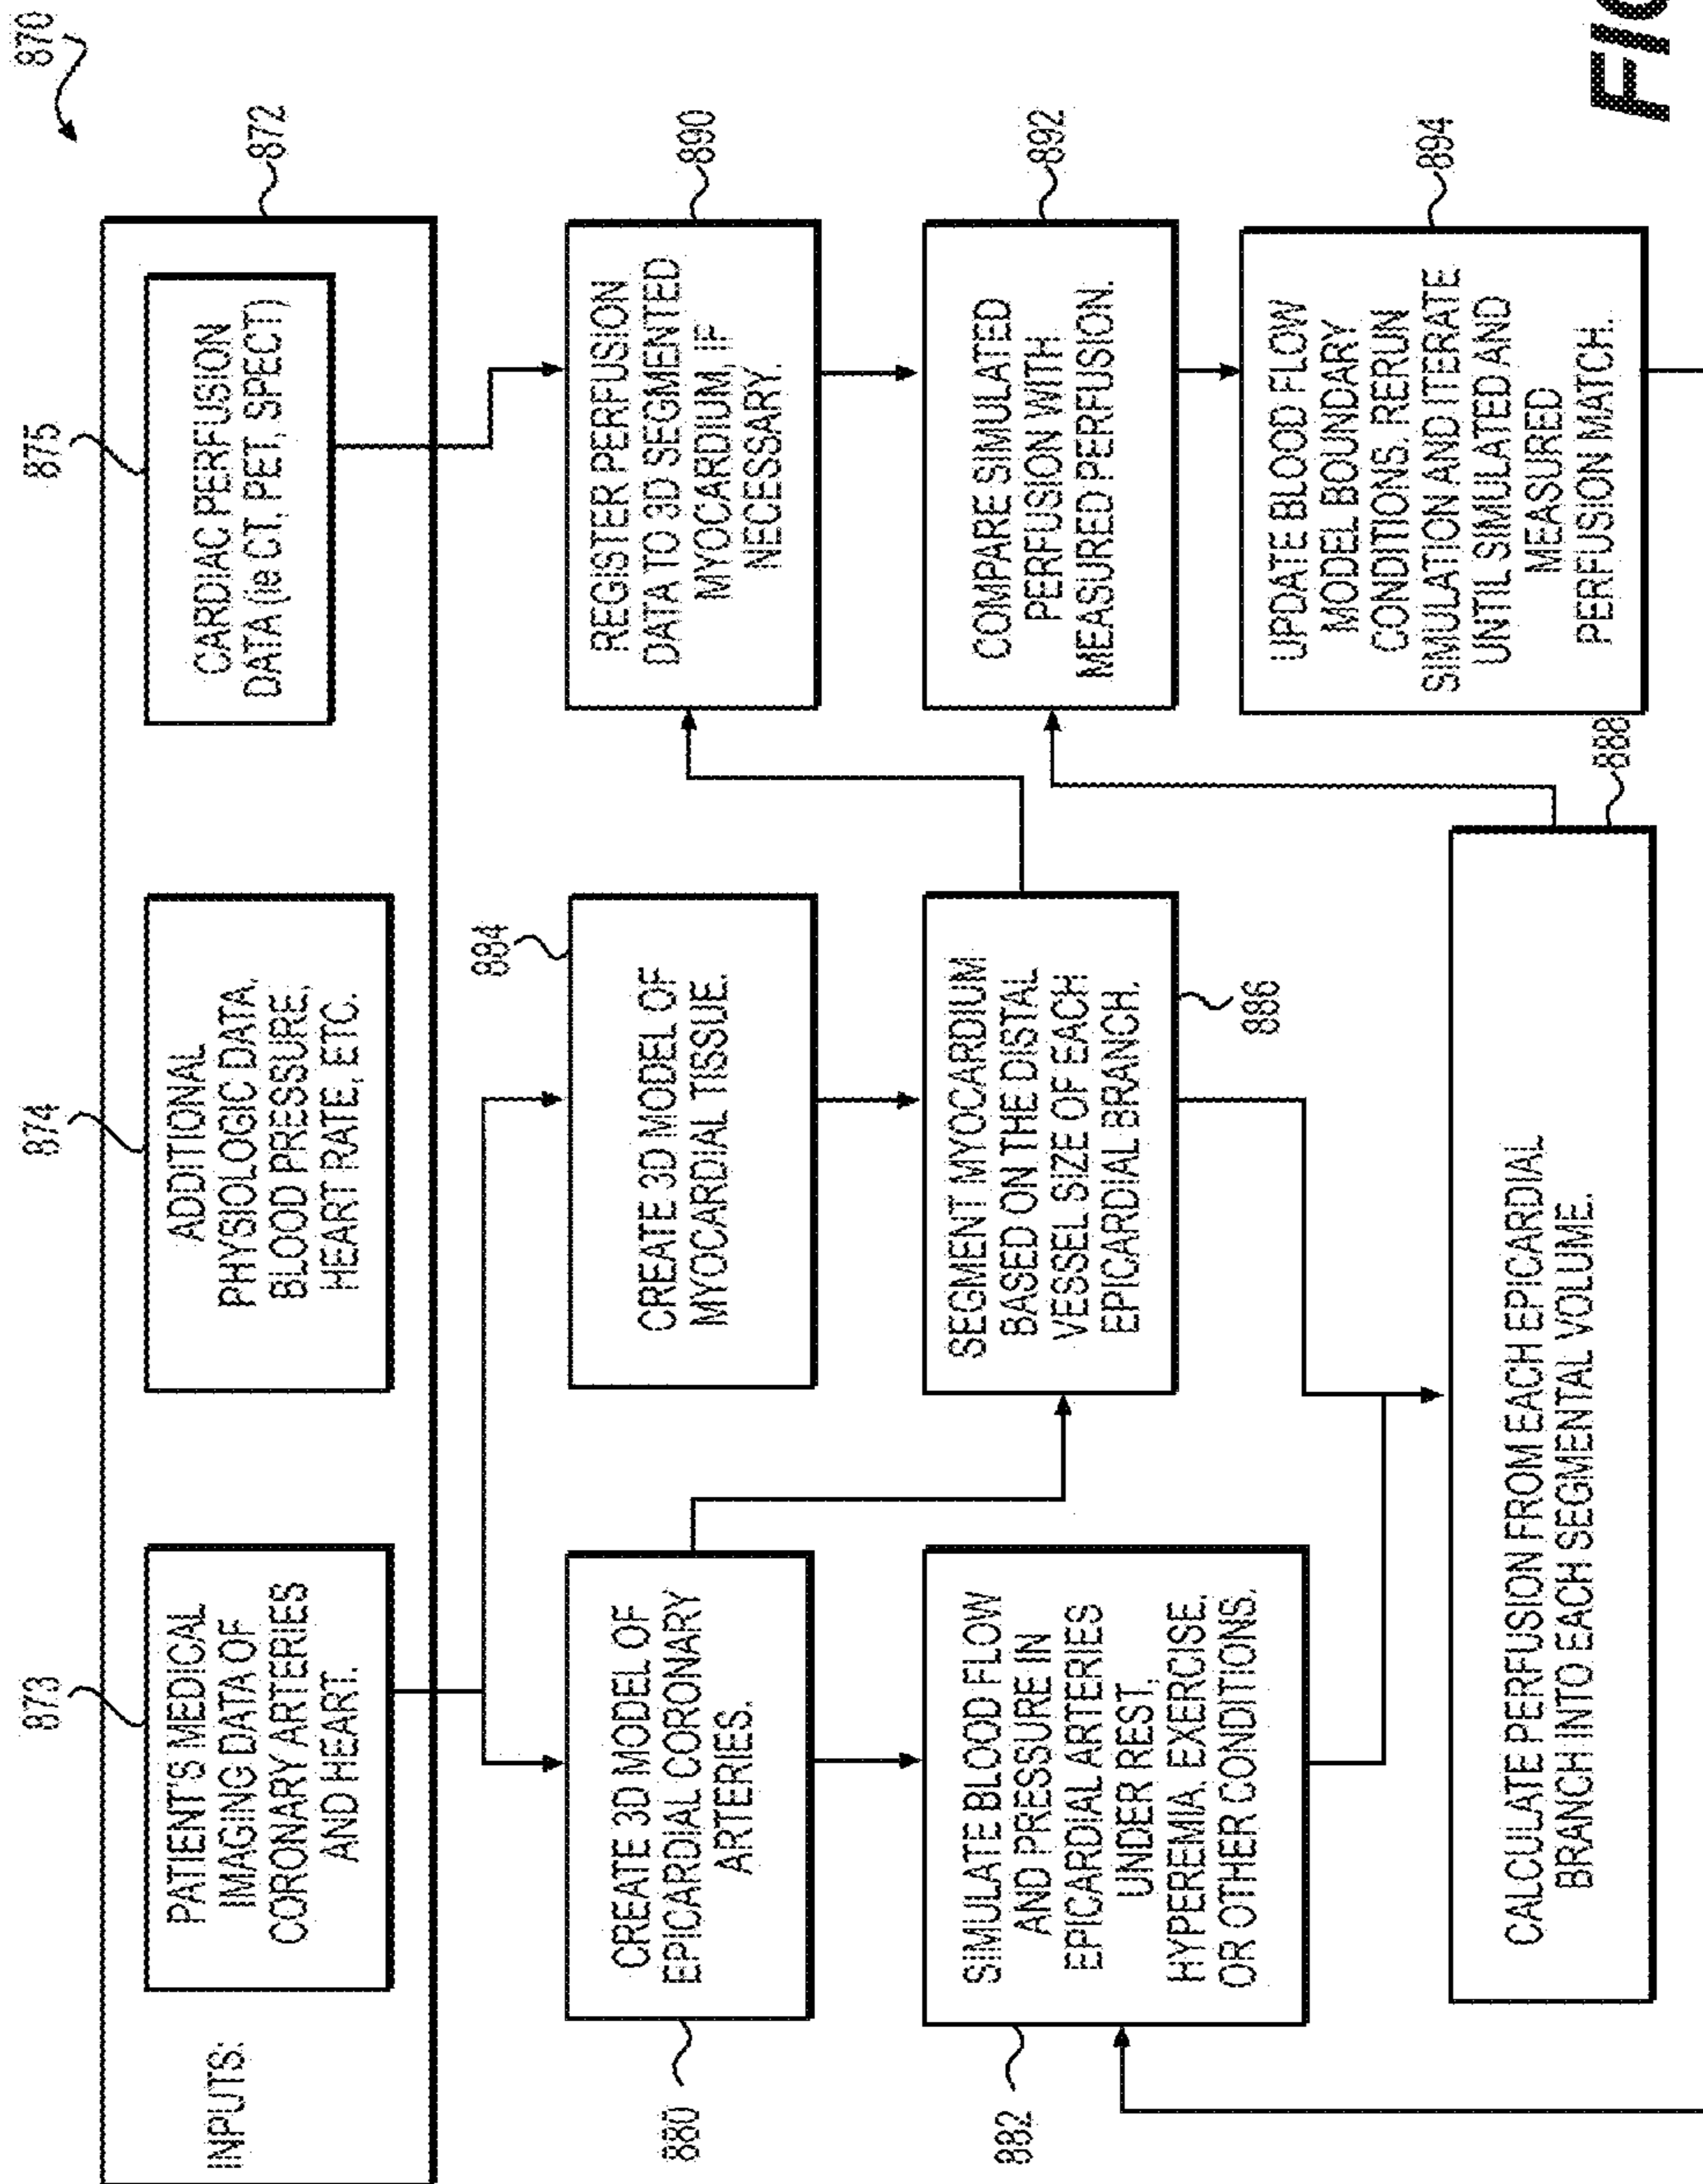 870
872
INPUTS:
873
PATIENT'S MEDICAL
IMAGING DATA OF
CORONARY ARTERIES
AND HEART.
874
ADDITIONAL
PHYSIOLOGIC DATA,
BLOOD PRESSURE,
HEART RATE, ETC.
875
CARDIAC PERFUSION
DATA (ie CT, PET, SPECT)
880
CREATE 3D MODEL OF
EPICARDIAL CORONARY
ARTERIES.
884
CREATE 3D MODEL OF
MYOCARDIAL TISSUE.
890
REGISTER PERFUSION
DATA TO 3D SEGMENTED
MYOCARDIUM, IF
NECESSARY.
882
SIMULATE BLOOD FLOW
AND PRESSURE IN
EPICARDIAL ARTERIES
UNDER REST,
HYPEREMIA, EXERCISE,
OR OTHER CONDITIONS.
SEGMENT MYOCARDIUM
BASED ON THE DISTAL
VESSEL SIZE OF EACH
EPICARDIAL BRANCH.
886
892
COMPARE SIMULATED
PERFUSION WITH
MEASURED PERFUSION.
894
UPDATE BLOOD FLOW
MODEL BOUNDARY
CONDITIONS. RERUN
SIMULATION AND ITERATE
UNTIL SIMULATED AND
MEASURED
PERFUSION MATCH.
888
CALCULATE PERFUSION FROM EACH EPICARDIAL
BRANCH INTO EACH SEGMENTAL VOLUME.